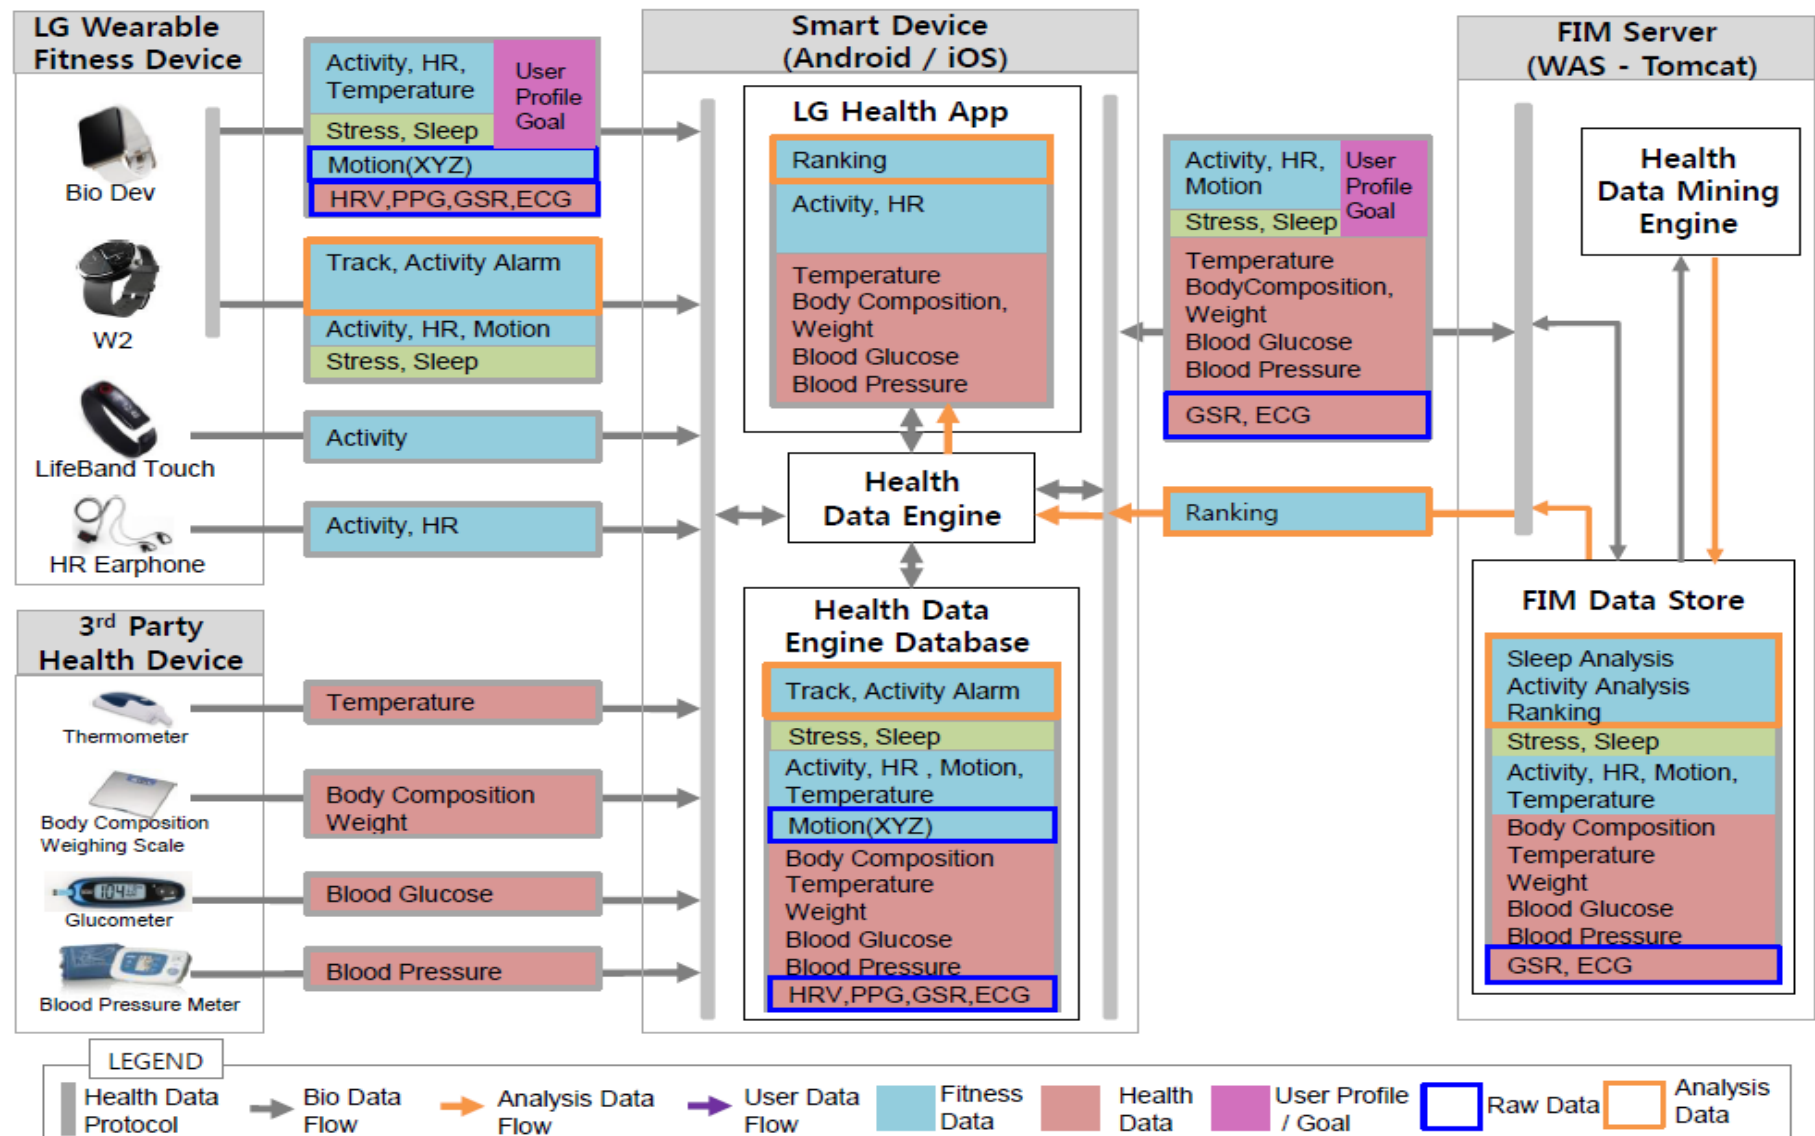 LG Wearable
Fitness Device
Bio Dev
W2
LifeBand Touch
HR Earphone
3rd Party
Health Device
Thermometer
Body Composition
Weighing Scale
104
Glucometer
Blood Pressure Meter
Activity, HR,
Temperature
User
Profile
Goal
Stress, Sleep
Motion(XYZ)
HRV,PPG,GSR,ECG
Track, Activity Alarm
Activity, HR, Motion
Stress, Sleep
Activity
Activity, HR
Temperature
Body Composition
Weight
Blood Glucose
Blood Pressure
Smart Device
(Android / iOS)
LG Health App
Ranking
Activity, HR
Temperature
Body Composition,
Weight
Blood Glucose
Blood Pressure
Health
Data Engine
Health Data
Engine Database
Track, Activity Alarm
Stress, Sleep
Activity, HR , Motion,
Temperature
Motion(XYZ)
Body Composition
Temperature
Weight
Blood Glucose
Blood Pressure
HRV,PPG,GSR,ECG
Activity, HR,
Motion
User
Profile
Goal
Stress, Sleep
Temperature
BodyComposition,
Weight
Blood Glucose
Blood Pressure
GSR, ECG
Ranking
FIM Server
(WAS - Tomcat)
Health
Data Mining
Engine
FIM Data Store
Sleep Analysis
Activity Analysis
Ranking
Stress, Sleep
Activity, HR, Motion,
Temperature
Body Composition
Temperature
Weight
Blood Glucose
Blood Pressure
GSR, ECG
LEGEND
Health Data
Protocol
Bio Data
Flow
Analysis Data
Flow
User Data
Flow
Fitness
Data
Health
Data
User Profile
/ Goal
Raw Data
Analysis
Data